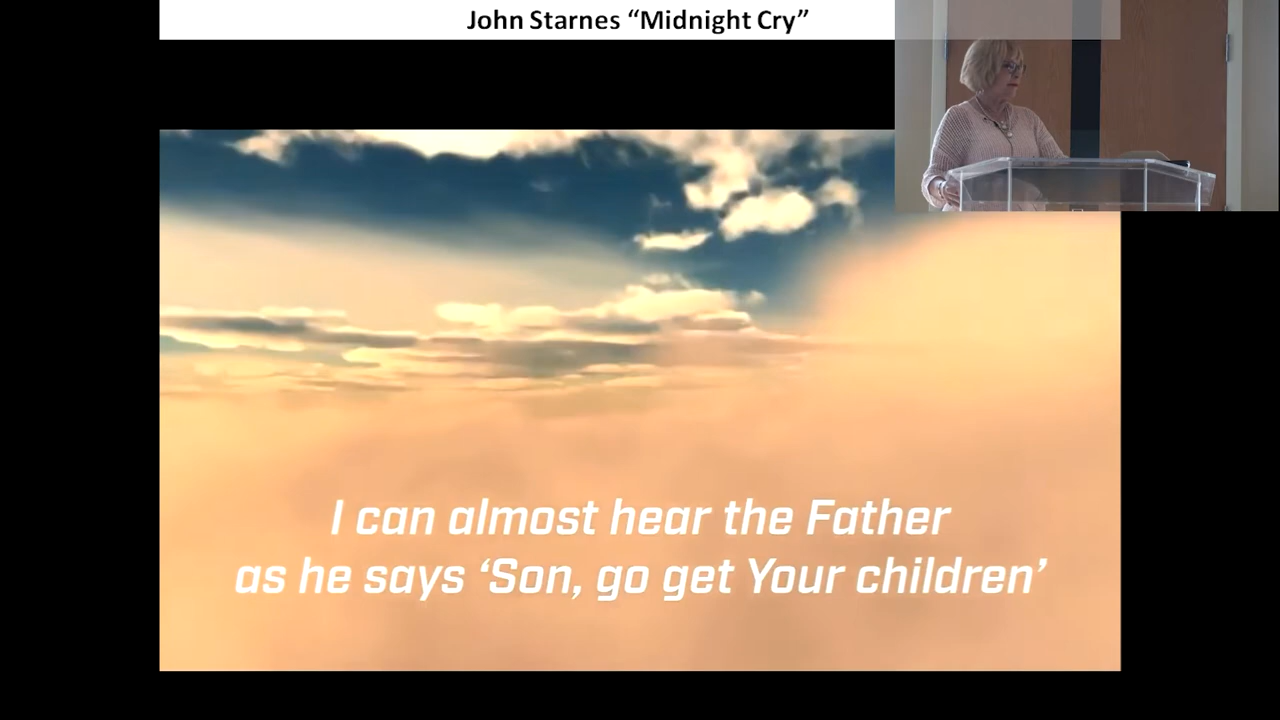 John Starnes “Midnight Cry”
I can almost hear the Father
as he says ‘Son, go get Your children’